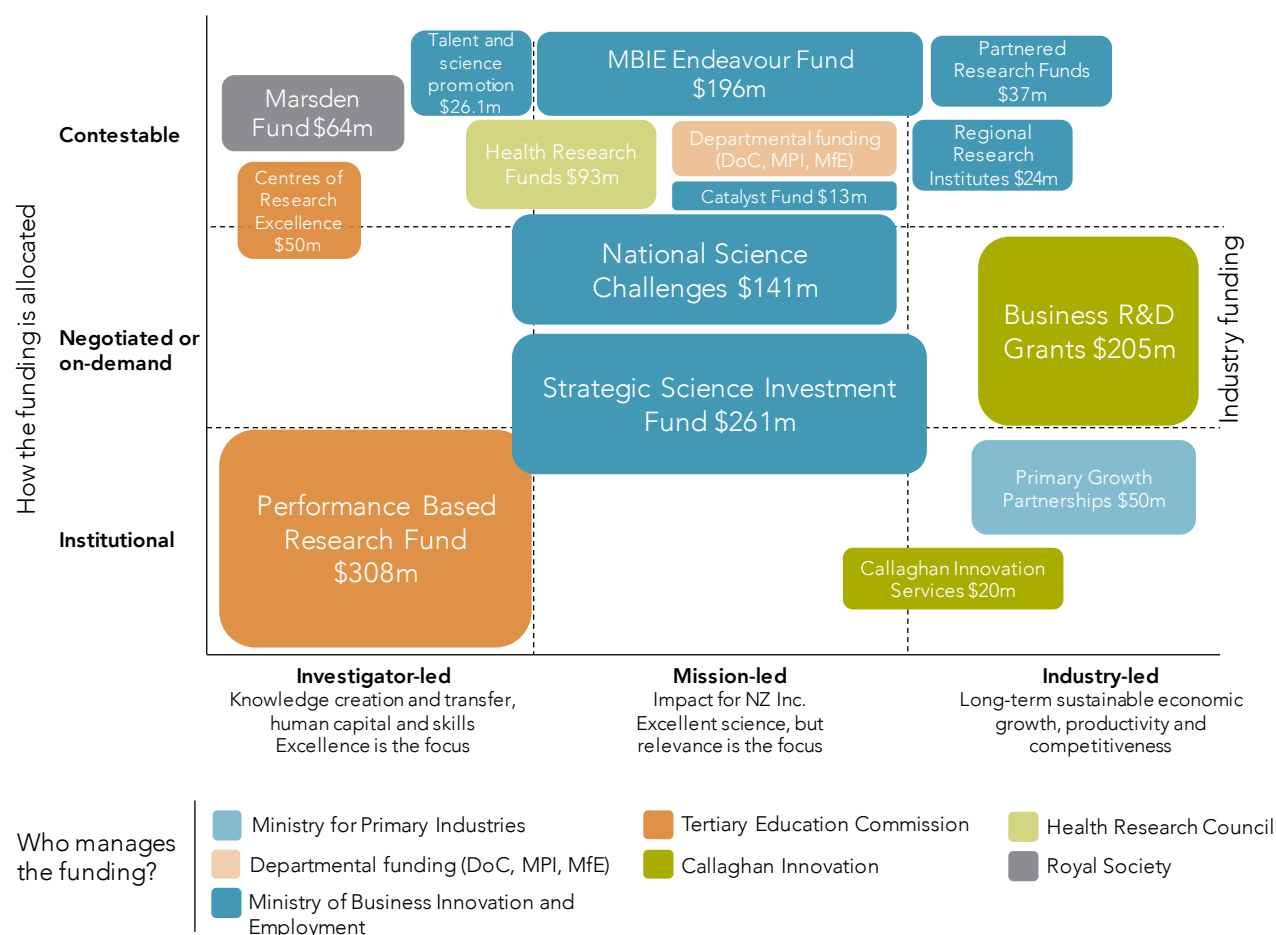 Talent and
science
promotion
$26.1m
MBIE Endeavour Fund
$196m
Partnered
Research Funds
$37m
Marsden
Fund $64m
Contestable
Health Research
Funds $93m
Departmental funding
(DoC, MPI, MfE)
Regional
Research
Institutes $24m
Centres of
Research
Excellence
$50m
Catalyst Fund $13m
How the funding is allocated
National Science
Challenges $141m
Industry funding
Business R&D
Grants $205m
Negotiated or
on-demand
Strategic Science Investment
Fund $261m
Performance Based
Research Fund
$308m
Primary Growth
Partnerships $50m
Institutional
Callaghan Innovation
Services $20m
Investigator-led
Knowledge creation and transfer,
human capital and skills
Excellence is the focus
Mission-led
Impact for NZ Inc.
Excellent science, but
relevance is the focus
Industry-led
Long-term sustainable economic
growth, productivity and
competitiveness
Who manages
the funding?
Ministry for Primary Industries
Departmental funding (DoC, MPI, MfE)
Ministry of Business Innovation and
Employment
Tertiary Education Commission
Callaghan Innovation
Health Research Council
Royal Society